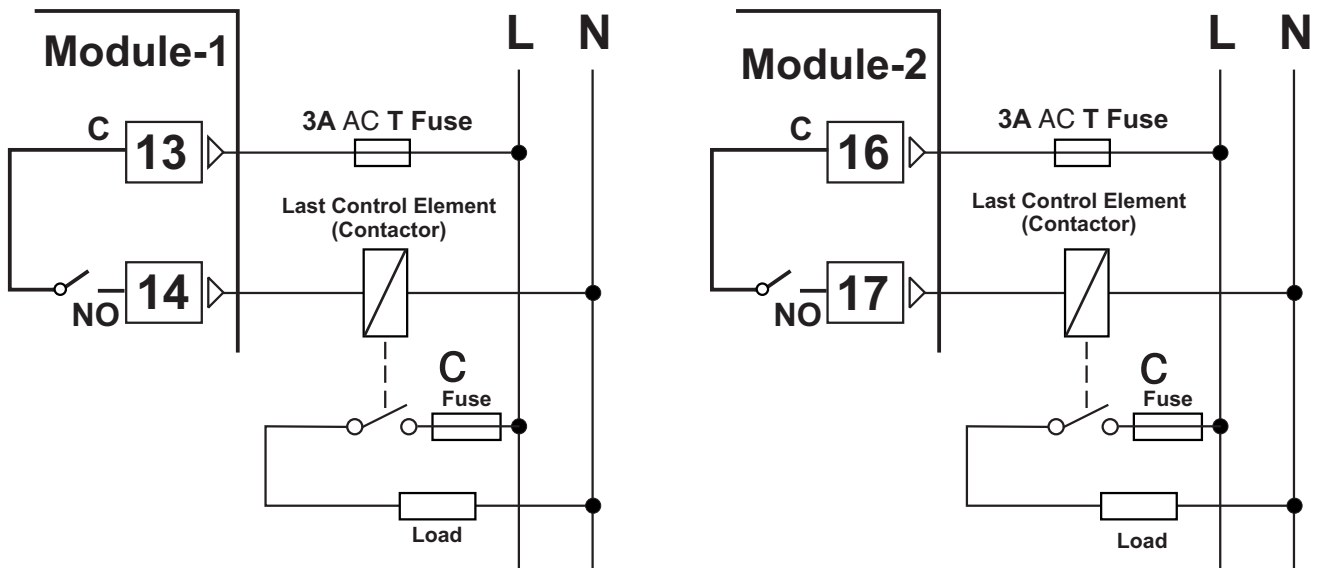 Module-1
L N
C
13
3A AC T Fuse
Last Control Element
(Contactor)
NO
14
C
Fuse
Load
Module-2
L N
C
16
3A AC T Fuse
Last Control Element
(Contactor)
NO
17
C
Fuse
Load